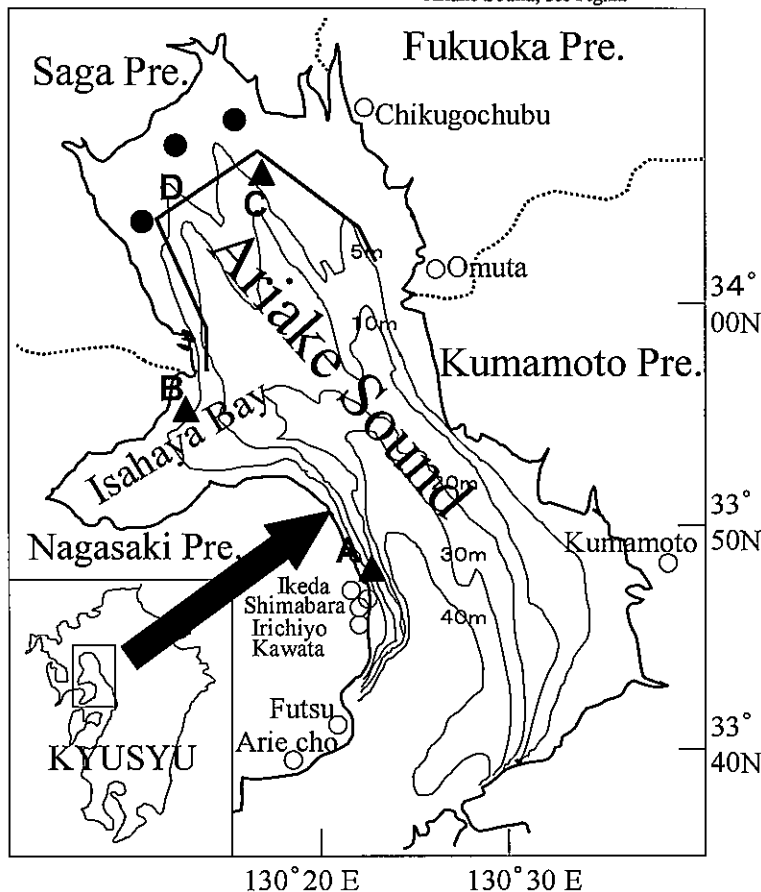 Fukuoka Pre.
Saga Pre.
Chikugochubu
D
C
5m
Omuta
34°
00N
10m
Ariake Sound
Kumamoto Pre.
B
Isahaya Bay
33°
50N
Nagasaki Pre.
A
30m
Kumamoto
Ikeda
Shimabara
Irichiyo
Kawata
40m
Futsu
Arie cho
KYUSYU
33°
40N
130°20 E
130°30 E